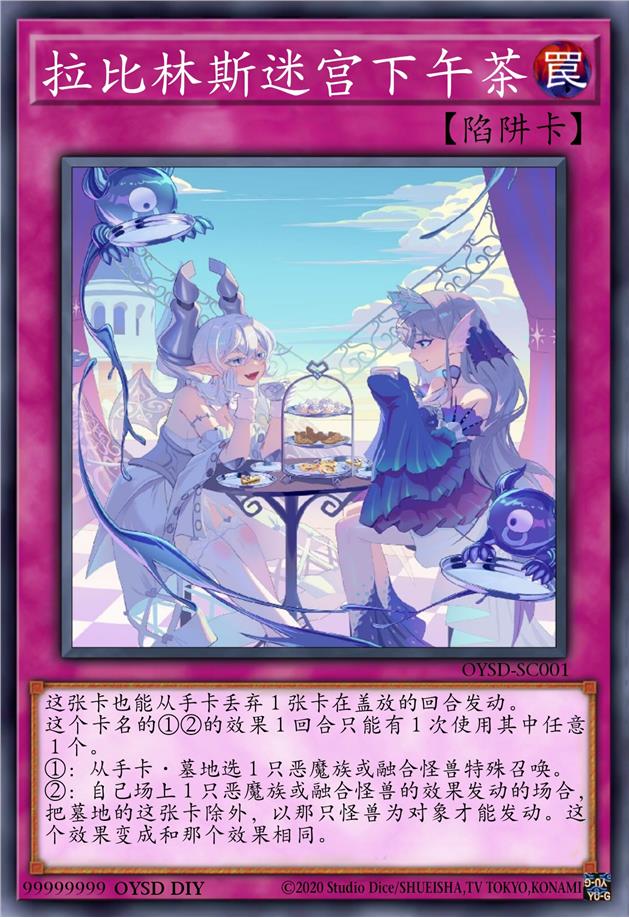 拉比林斯迷宫下午茶 罠
【陷阱卡】
OYSD-SC001
这张卡也能从手卡丢弃1张卡在盖放的回合发动。
这个卡名的①②的效果1回合只能有1次使用其中任意
1个。
①：从手卡·墓地选1只恶魔族或融合怪兽特殊召唤。
②：自己场上1只恶魔族或融合怪兽的效果发动的场合，
把墓地的这张卡除外，以那只怪兽为对象才能发动。这
个效果变成和那个效果相同。
99999999 OYSD DIY ©2020 Studio Dice/SHUEISHA,TV TOKYO,KONAMI